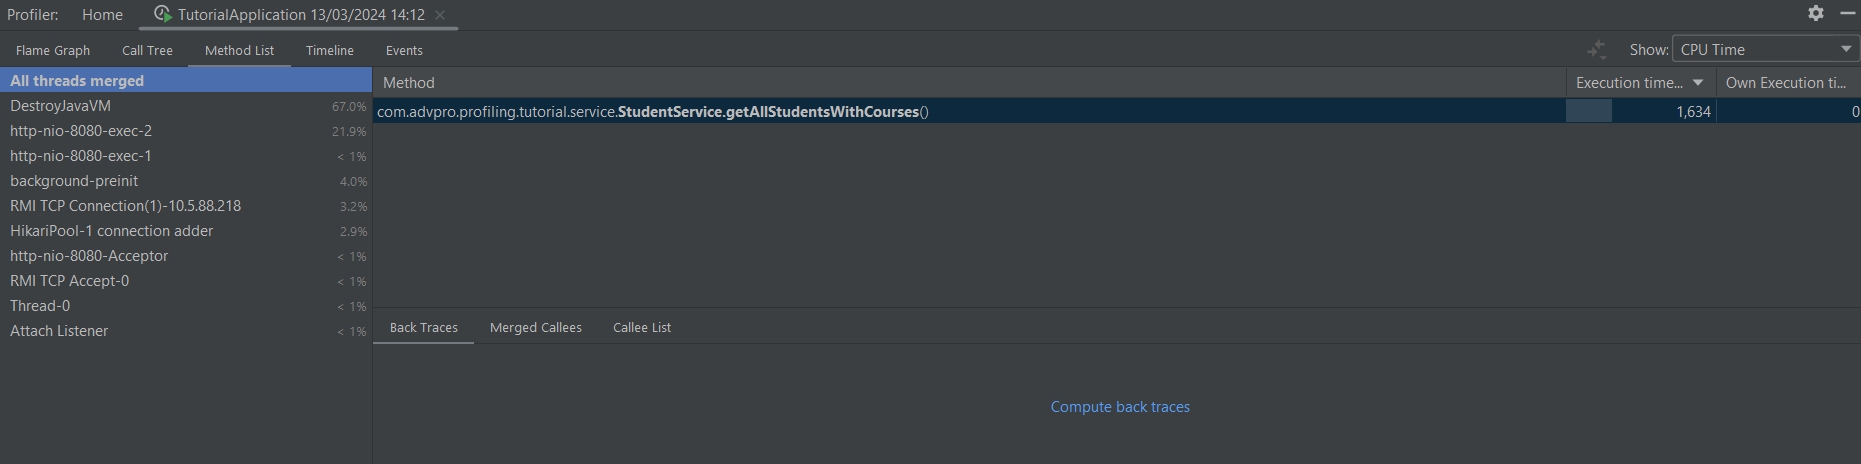 Profiler: Home TutorialApplication 13/03/2024 14:12
Flame Graph Call Tree Method List Timeline Events Show: CPU Time
All threads merged
DestroyJavaVM 67.0%
http-nio-8080-exec-2 21.9%
http-nio-8080-exec-1 < 1%
background-preinit 4.0%
RMI TCP Connection(1)-10.5.88.218 3.2%
HikariPool-1 connection adder 2.9%
http-nio-8080-Acceptor < 1%
RMI TCP Accept-0 < 1%
Thread-0 < 1%
Attach Listener < 1%
Method Execution time... Own Execution ti...
com.advpro.profiling.tutorial.service.StudentService.getAllStudentsWithCourses() 1,634 0
Back Traces Merged Callees Callee List
Compute back traces